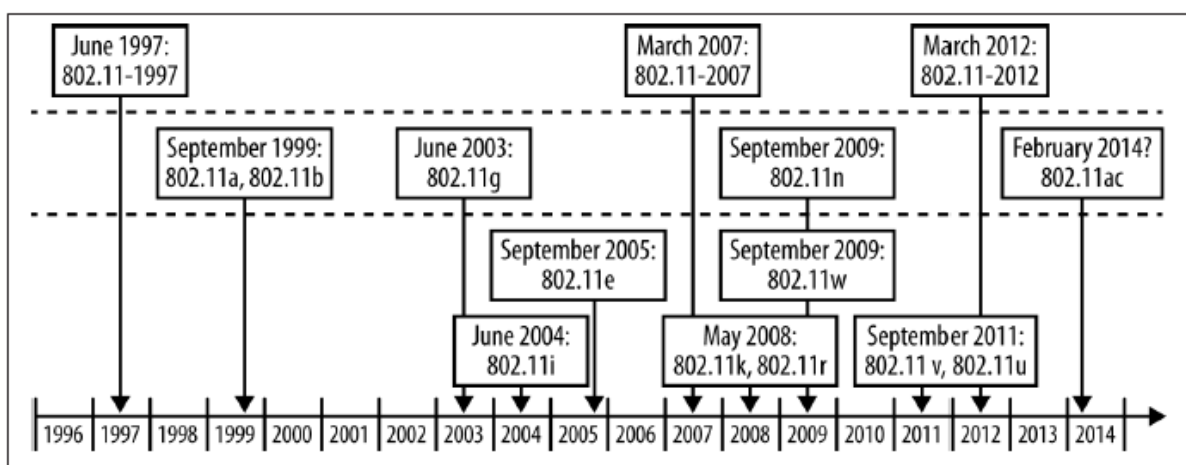 June 1997:
802.11-1997
March 2007:
802.11-2007
March 2012:
802.11-2012
September 1999:
802.11a, 802.11b
June 2003:
802.11g
September 2009:
802.11n
February 2014?
802.11ac
September 2005:
802.11e
September 2009:
802.11w
June 2004:
802.11i
May 2008:
802.11k, 802.11r
September 2011:
802.11 v, 802.11u
1996 1997 1998 1999 2000 2001 2002 2003 2004 2005 2006 2007 2008 2009 2010 2011 2012 2013 2014